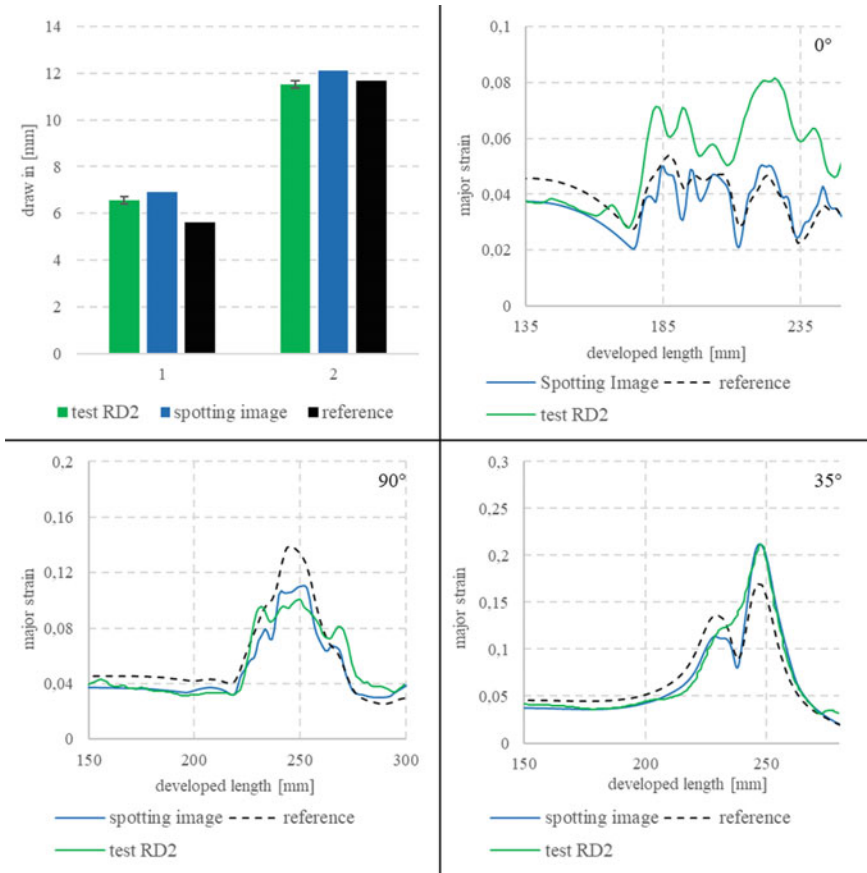 14
12
10
8
6
4
2
0
draw in [mm]
1 2
test RD2 spotting image reference
0,1
0,08
0,06
0,04
0,02
0
major strain
0°
135 185 235
developed length [mm]
Spotting Image reference
test RD2
0,2
0,16
0,12
0,08
0,04
0
major strain
90°
150 200 250 300
developed length [mm]
spotting image reference
test RD2
0,3
0,25
0,2
0,15
0,1
0,05
0
major strain
35°
150 200 250
developed length [mm]
spotting image reference
test RD2